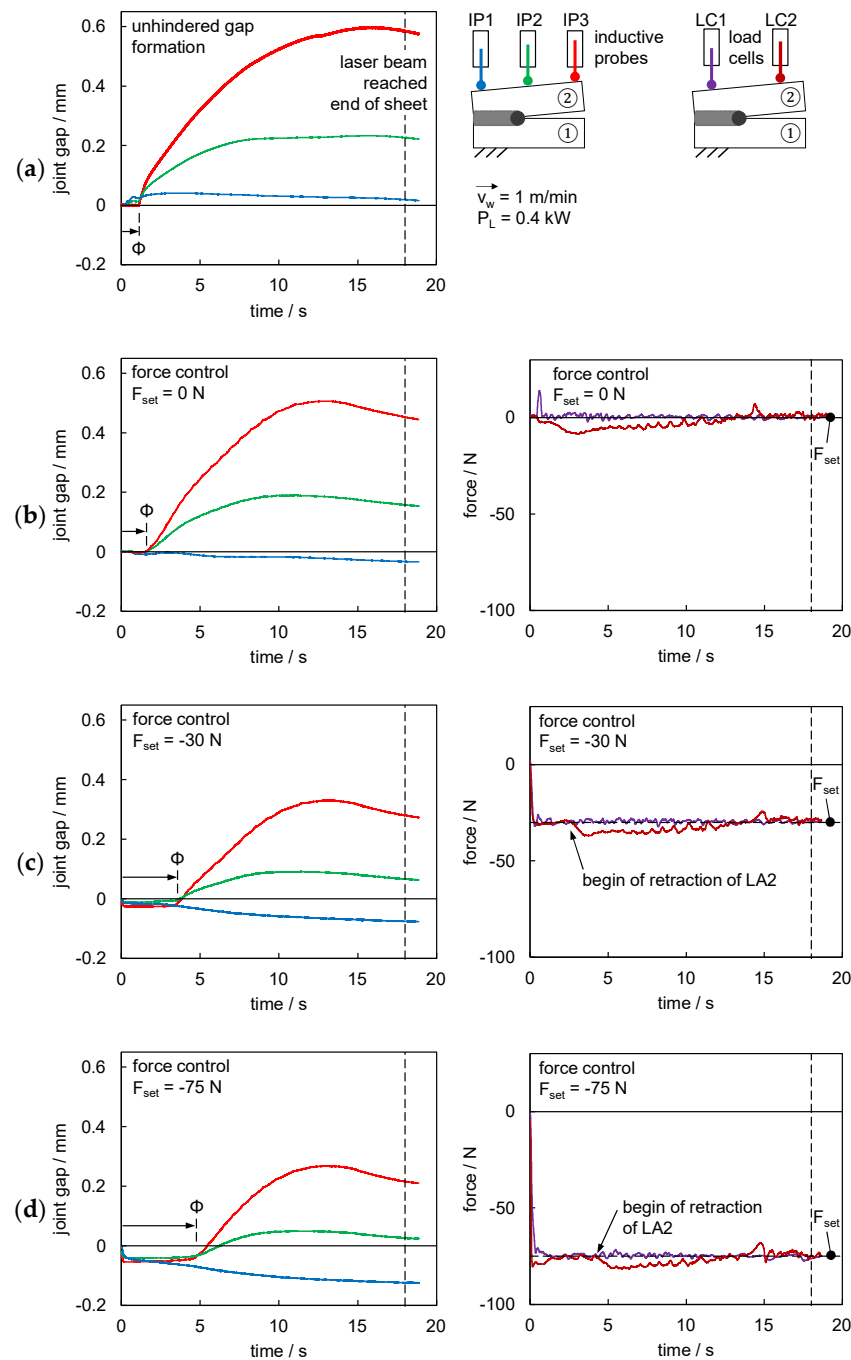 (a)
unhindered gap
formation
laser beam
reached
end of sheet
joint gap / mm
0.6
0.4
0.2
0
-0.2
Φ
0 5 10 15 20
time / s
IP1 IP2 IP3
inductive
probes
②
①
LC1 LC2
load
cells
②
①
v_w = 1 m/min
P_L = 0.4 kW
(b)
force control
F_set = 0 N
joint gap / mm
0.6
0.4
0.2
0
-0.2
Φ
0 5 10 15 20
time / s
force control
F_set = 0 N
force / N
0
-50
-100
F_set
0 5 10 15 20
time / s
(c)
force control
F_set = -30 N
joint gap / mm
0.6
0.4
0.2
0
-0.2
Φ
0 5 10 15 20
time / s
force control
F_set = -30 N
force / N
0
-50
-100
F_set
begin of retraction of LA2
0 5 10 15 20
time / s
(d)
force control
F_set = -75 N
joint gap / mm
0.6
0.4
0.2
0
-0.2
Φ
0 5 10 15 20
time / s
force control
F_set = -75 N
force / N
0
-50
-100
begin of retraction
of LA2
F_set
0 5 10 15 20
time / s